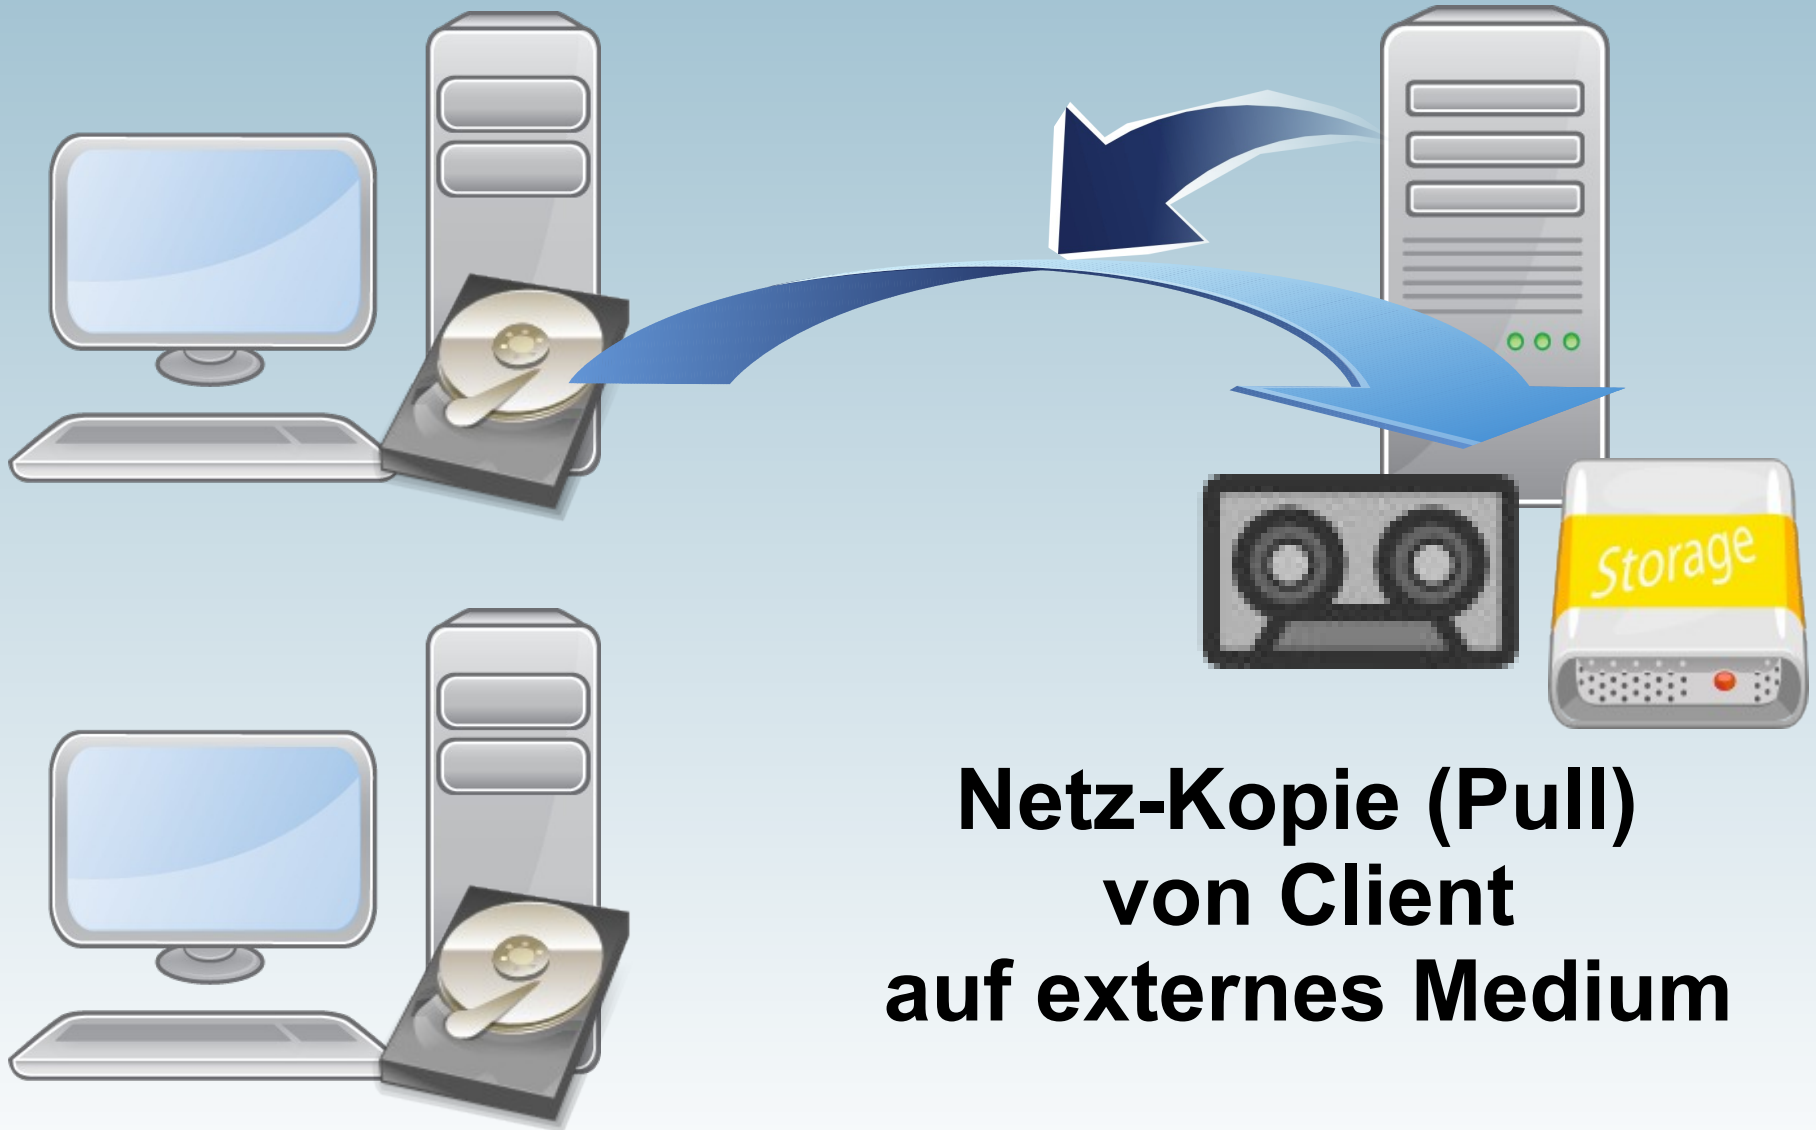 Storage
Netz-Kopie (Pull)
von Client
auf externes Medium